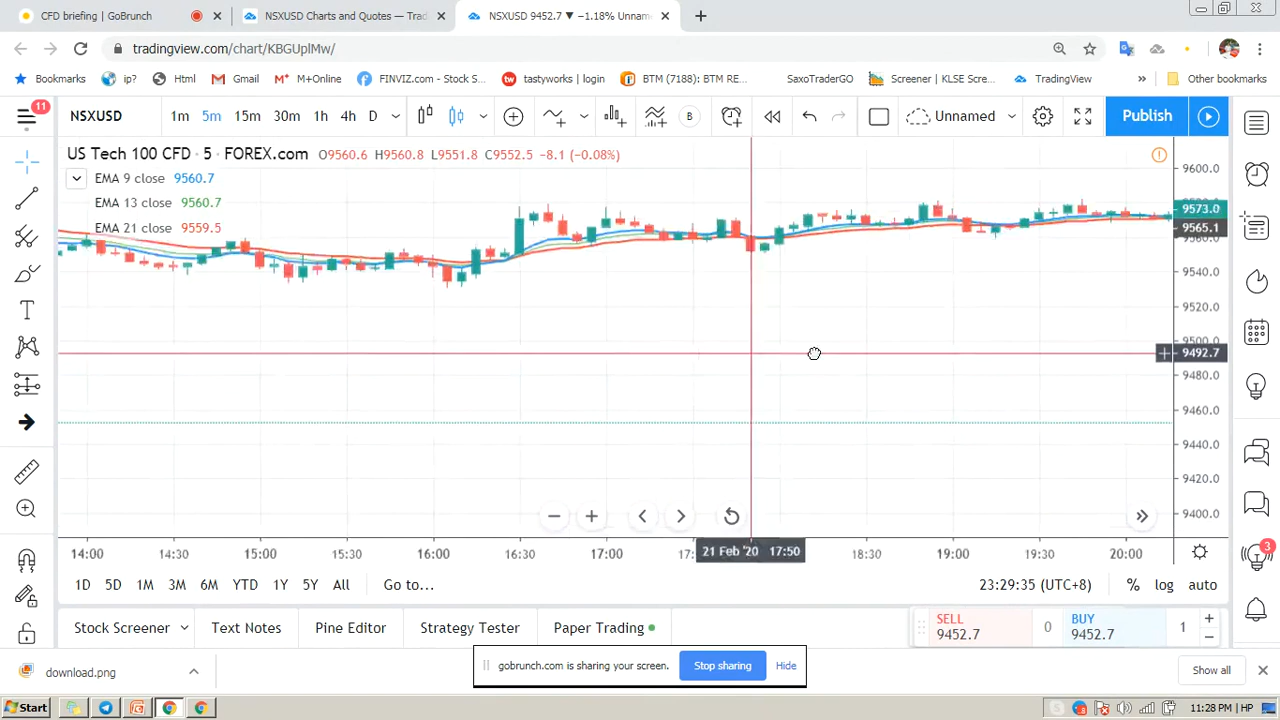 CFD briefing | GoBrunch
NSXUSD Charts and Quotes — Trad
NSXUSD 9452.7 ▼ −1.18% Unnam
tradingview.com/chart/KBGUplMw/
Bookmarks
ip?
Html
Gmail
M+Online
FINVIZ.com - Stock S...
tastyworks | login
BTM (7188): BTM RE...
SaxoTraderGO
Screener | KLSE Scre...
TradingView
»
Other bookmarks
11
NSXUSD
1m 5m 15m 30m 1h 4h D
B
Unnamed
Publish
US Tech 100 CFD · 5 · FOREX.com
O9560.6 H9560.8 L9551.8 C9552.5 −8.1 (−0.08%)
EMA 9 close 9560.7
EMA 13 close 9560.7
EMA 21 close 9559.5
9600.0
9573.0
9565.1
9560.0
9540.0
9520.0
9500.0
9492.7
9480.0
9460.0
9440.0
9420.0
9400.0
14:00 14:30 15:00 15:30 16:00 16:30 17:00 21 Feb '20 17:50 18:30 19:00 19:30 20:00
1D 5D 1M 3M 6M YTD 1Y 5Y All Go to...
23:29:35 (UTC+8) % log auto
3
Stock Screener
Text Notes
Pine Editor
Strategy Tester
Paper Trading
SELL
9452.7
0
BUY
9452.7
1
gobrunch.com is sharing your screen.
Stop sharing
Hide
download.png
Show all
Start
11:28 PM | HP